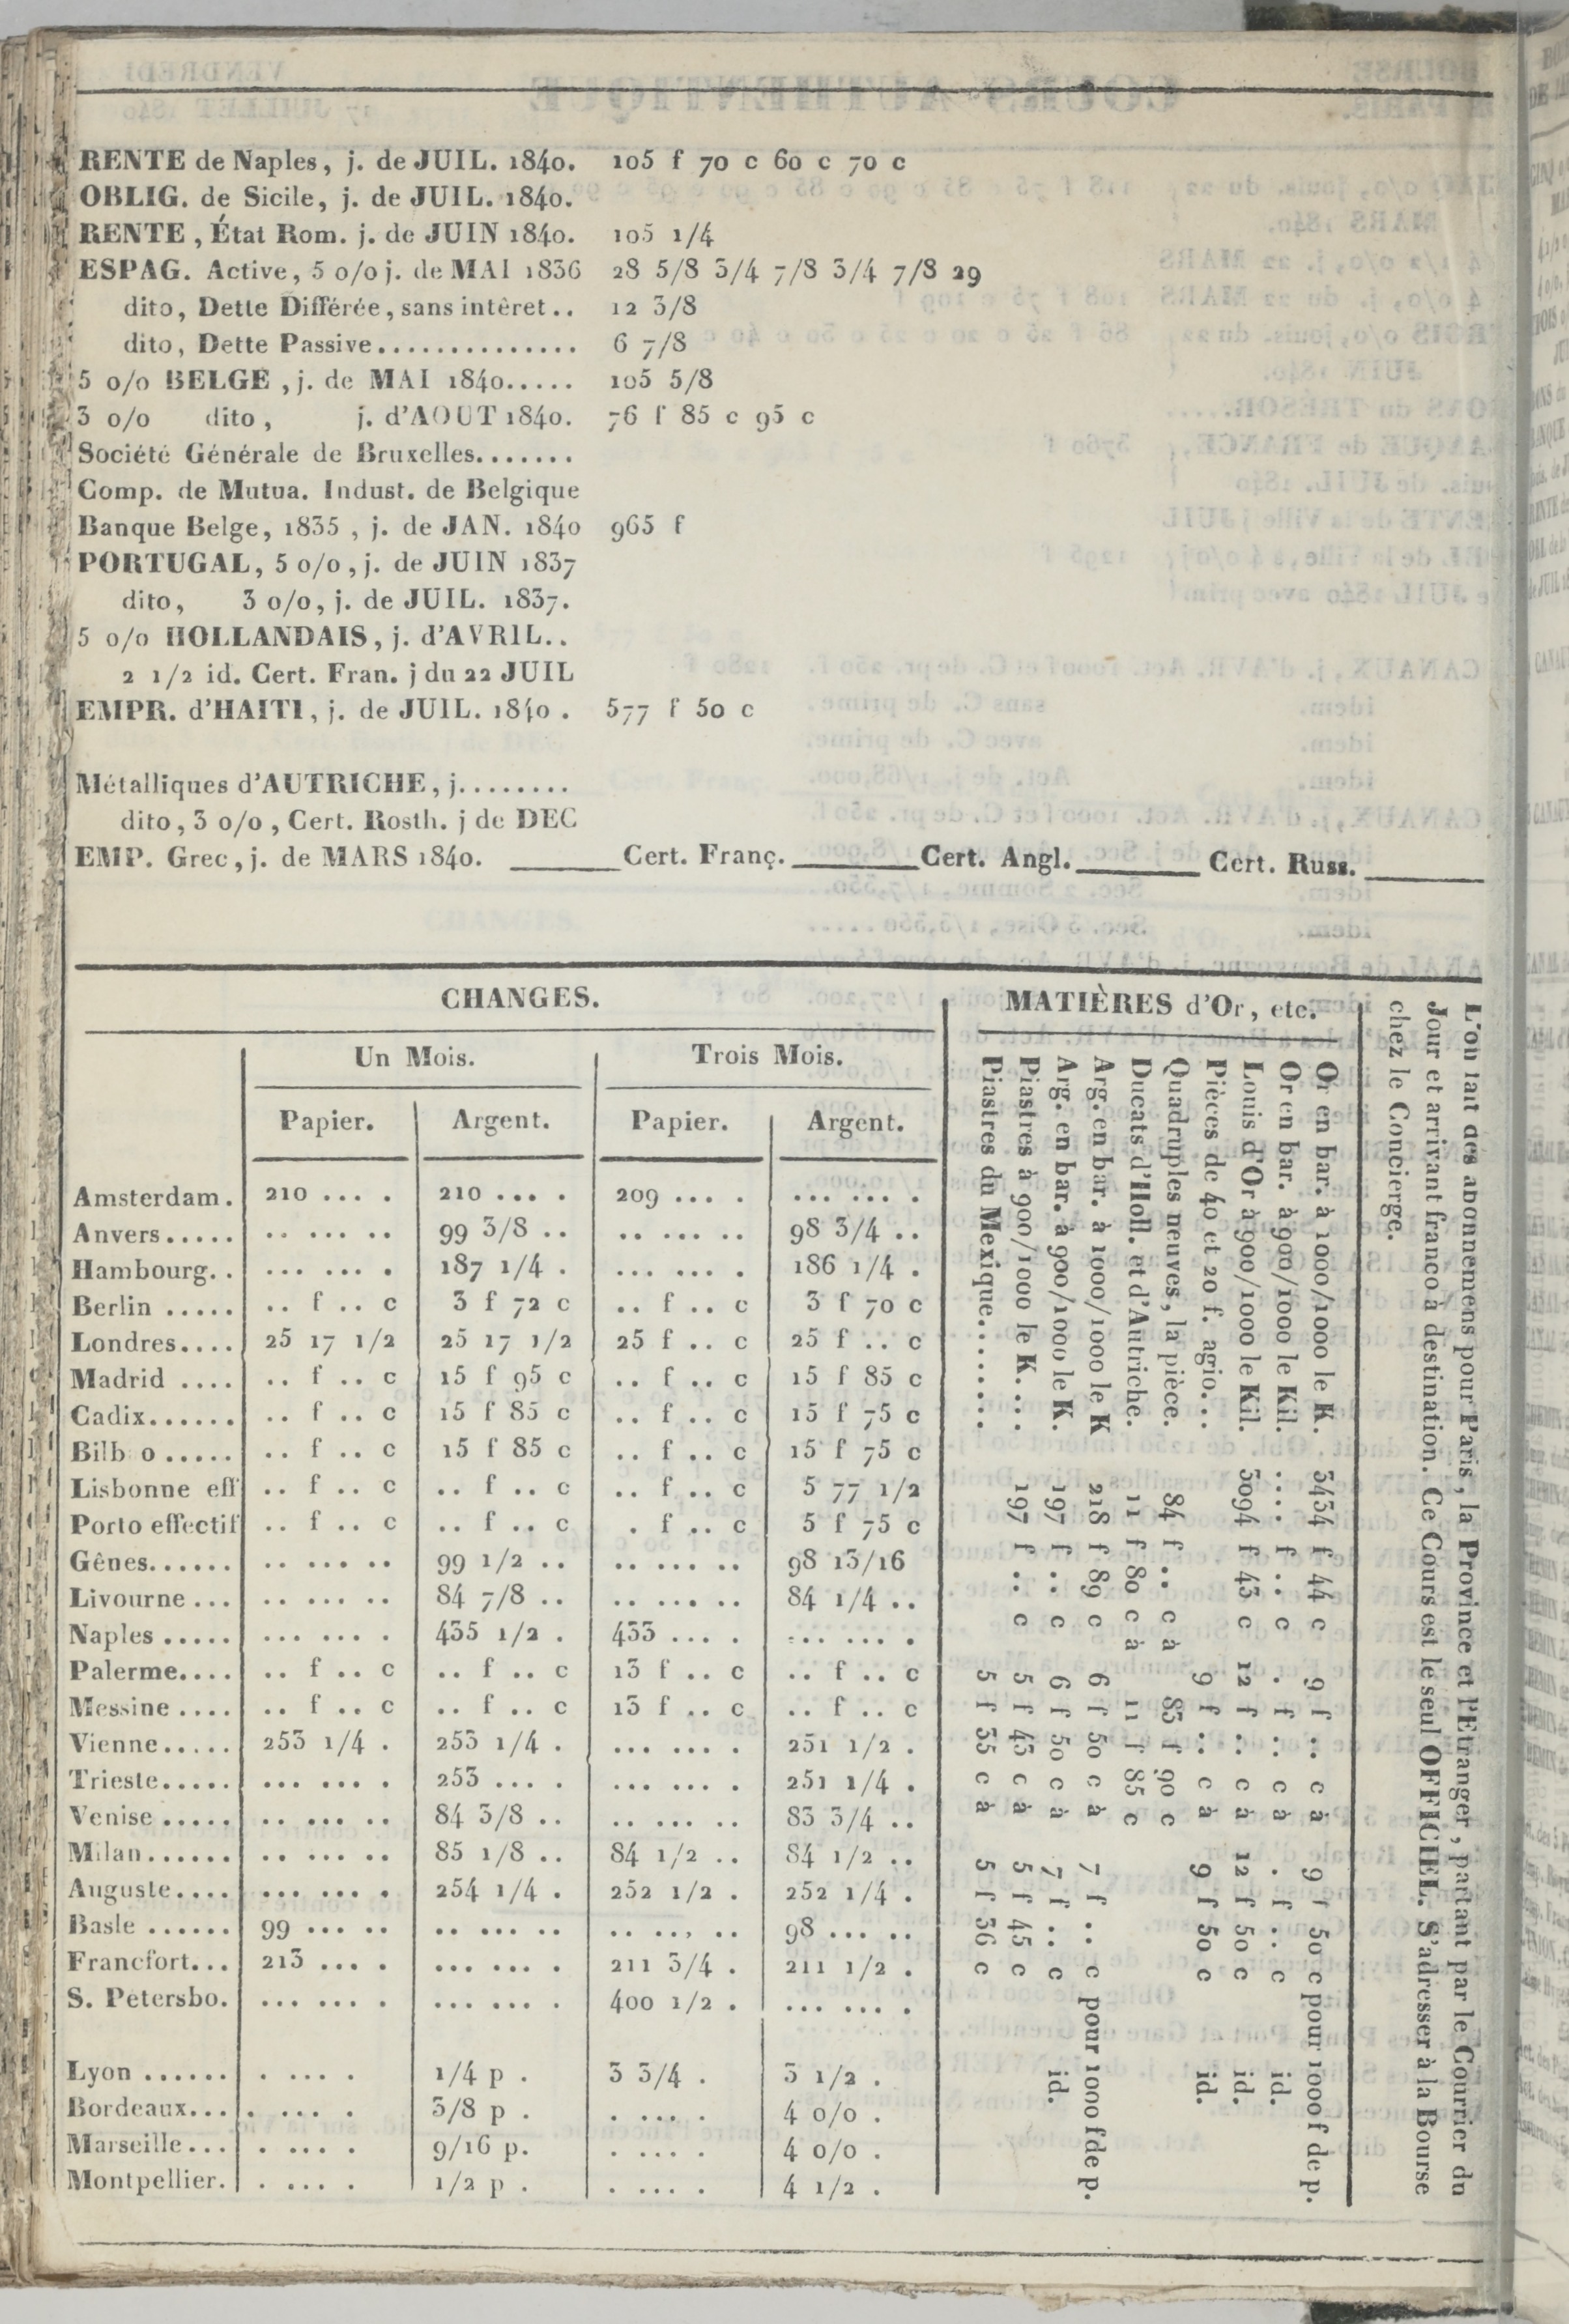 RENTE de Naples, j. de JUIL. 1840. 105 f 70 c 60 c 70 c
OBLIG. de Sicile, j. de JUIL. 1840.
RENTE, État Rom. j. de JUIN 1840. 105 1/4
ESPAG. Active, 5 o/o j. de MAI 1836 28 5/8 3/4 7/8 3/4 7/8 29
dito, Dette Différée, sans intêret.. 12 3/8
dito, Dette Passive.............. 6 7/8
5 o/o BELGE, j. de MAI 1840..... 105 5/8
3 o/o dito, j. d'AOUT 1840. 76 f 85 c 95 c
Société Générale de Bruxelles.......
Comp. de Mutua. Indust. de Belgique
Banque Belge, 1835, j. de JAN. 1840 965 f
PORTUGAL, 5 o/o, j. de JUIN 1837
dito, 3 o/o, j. de JUIL. 1837.
5 o/o HOLLANDAIS, j. d'AVRIL..
2 1/2 id. Cert. Fran. j du 22 JUIL
EMPR. d'HAITI, j. de JUIL. 1840. 577 f 50 c
Métalliques d'AUTRICHE, j........
dito, 3 o/o, Cert. Rosth. j de DEC
EMP. Grec, j. de MARS 1840. ______ Cert. Franç. ______ Cert. Angl. ______ Cert. Russ. ______
CHANGES.
Un Mois. Trois Mois.
Papier. Argent. Papier. Argent.
Amsterdam. 210 ... . 210 ... . 209 ... . ... ... .
Anvers..... .. ... .. 99 3/8 .. .. ... .. 98 3/4 ..
Hambourg.. ... ... . 187 1/4 . ... ... . 186 1/4 .
Berlin ..... .. f .. c 3 f 72 c .. f .. c 3 f 70 c
Londres.... 25 17 1/2 25 17 1/2 25 f .. c 25 f .. c
Madrid .... .. f .. c 15 f 95 c .. f .. c 15 f 85 c
Cadix...... .. f .. c 15 f 85 c .. f .. c 15 f 75 c
Bilb o ..... .. f .. c 15 f 85 c .. f .. c 15 f 75 c
Lisbonne eff .. f .. c .. f .. c .. f .. c 5 77 1/2
Porto effectif .. f .. c .. f .. c . f .. c 5 f 75 c
Gênes...... .. ... .. 99 1/2 .. .. ... .. 98 13/16
Livourne ... .. ... .. 84 7/8 .. .. ... .. 84 1/4 ..
Naples ..... ... ... . 435 1/2 . 433 ... . ... ... .
Palerme.... .. f .. c .. f .. c 13 f .. c .. f .. c
Messine .... .. f .. c .. f .. c 13 f .. c .. f .. c
Vienne..... 253 1/4 . 253 1/4 . ... ... . 251 1/2 .
Trieste..... ... ... . 253 ... . ... ... . 251 1/4 .
Venise ..... .. ... .. 84 3/8 .. .. ... .. 83 3/4 ..
Milan...... .. ... .. 85 1/8 .. 84 1/2 .. 84 1/2 ..
Auguste.... ... ... . 254 1/4 . 252 1/2 . 252 1/4 .
Basle ...... 99 ... .. .. ... .. .. ... .. 98 ... ..
Francfort... 213 ... . ... ... . 211 3/4 . 211 1/2 .
S. Petersbo. ... ... . ... ... . 400 1/2 . ... ... .
Lyon ...... . ... . 1/4 p . 3 3/4 . 3 1/2 .
Bordeaux... . ... . 3/8 p . . ... . 4 o/o .
Marseille... . ... . 9/16 p. . ... . 4 o/o .
Montpellier. . ... . 1/2 p . . ... . 4 1/2 .
MATIÈRES d'Or, etc.
Or en bar. à 1000/1000 le K. 3434 f 44 c 9 f .. c à 9 f 50 c pour 1000 f de p.
Or en bar. à 900/1000 le Kil. .... f .. c . f .. c à . f .. c id.
Louis d'Or à 900/1000 le Kil. 3094 f 43 c 12 f .. c à 12 f 50 c id.
Pièces de 40 et 20 f. agio... 9 f .. c à 9 f 50 c id.
Quadruples neuves, la pièce. 84 f .. c à 83 f 90 c
Ducats d'Holl. et d'Autriche. 11 f 80 c à 11 f 85 c
Arg. en bar. à 1000/1000 le K 218 f 89 c 6 f 50 c à 7 f .. c pour 1000 f de p.
Arg. en bar. à 900/1000 le K. 197 f .. c 6 f 50 c à 7 f .. c id.
Piastres à 900/1000 le K.... 197 f .. c 5 f 43 c à 5 f 45 c
Piastres du Mexique........ 5 f 35 c à 5 f 36 c
L'on fait des abonnemens pour Paris, la Province et l'Etranger, partant par le Courrier du
Jour et arrivant franco à destination. Ce Cours est le seul OFFICIEL. S'adresser à la Bourse
chez le Concierge.